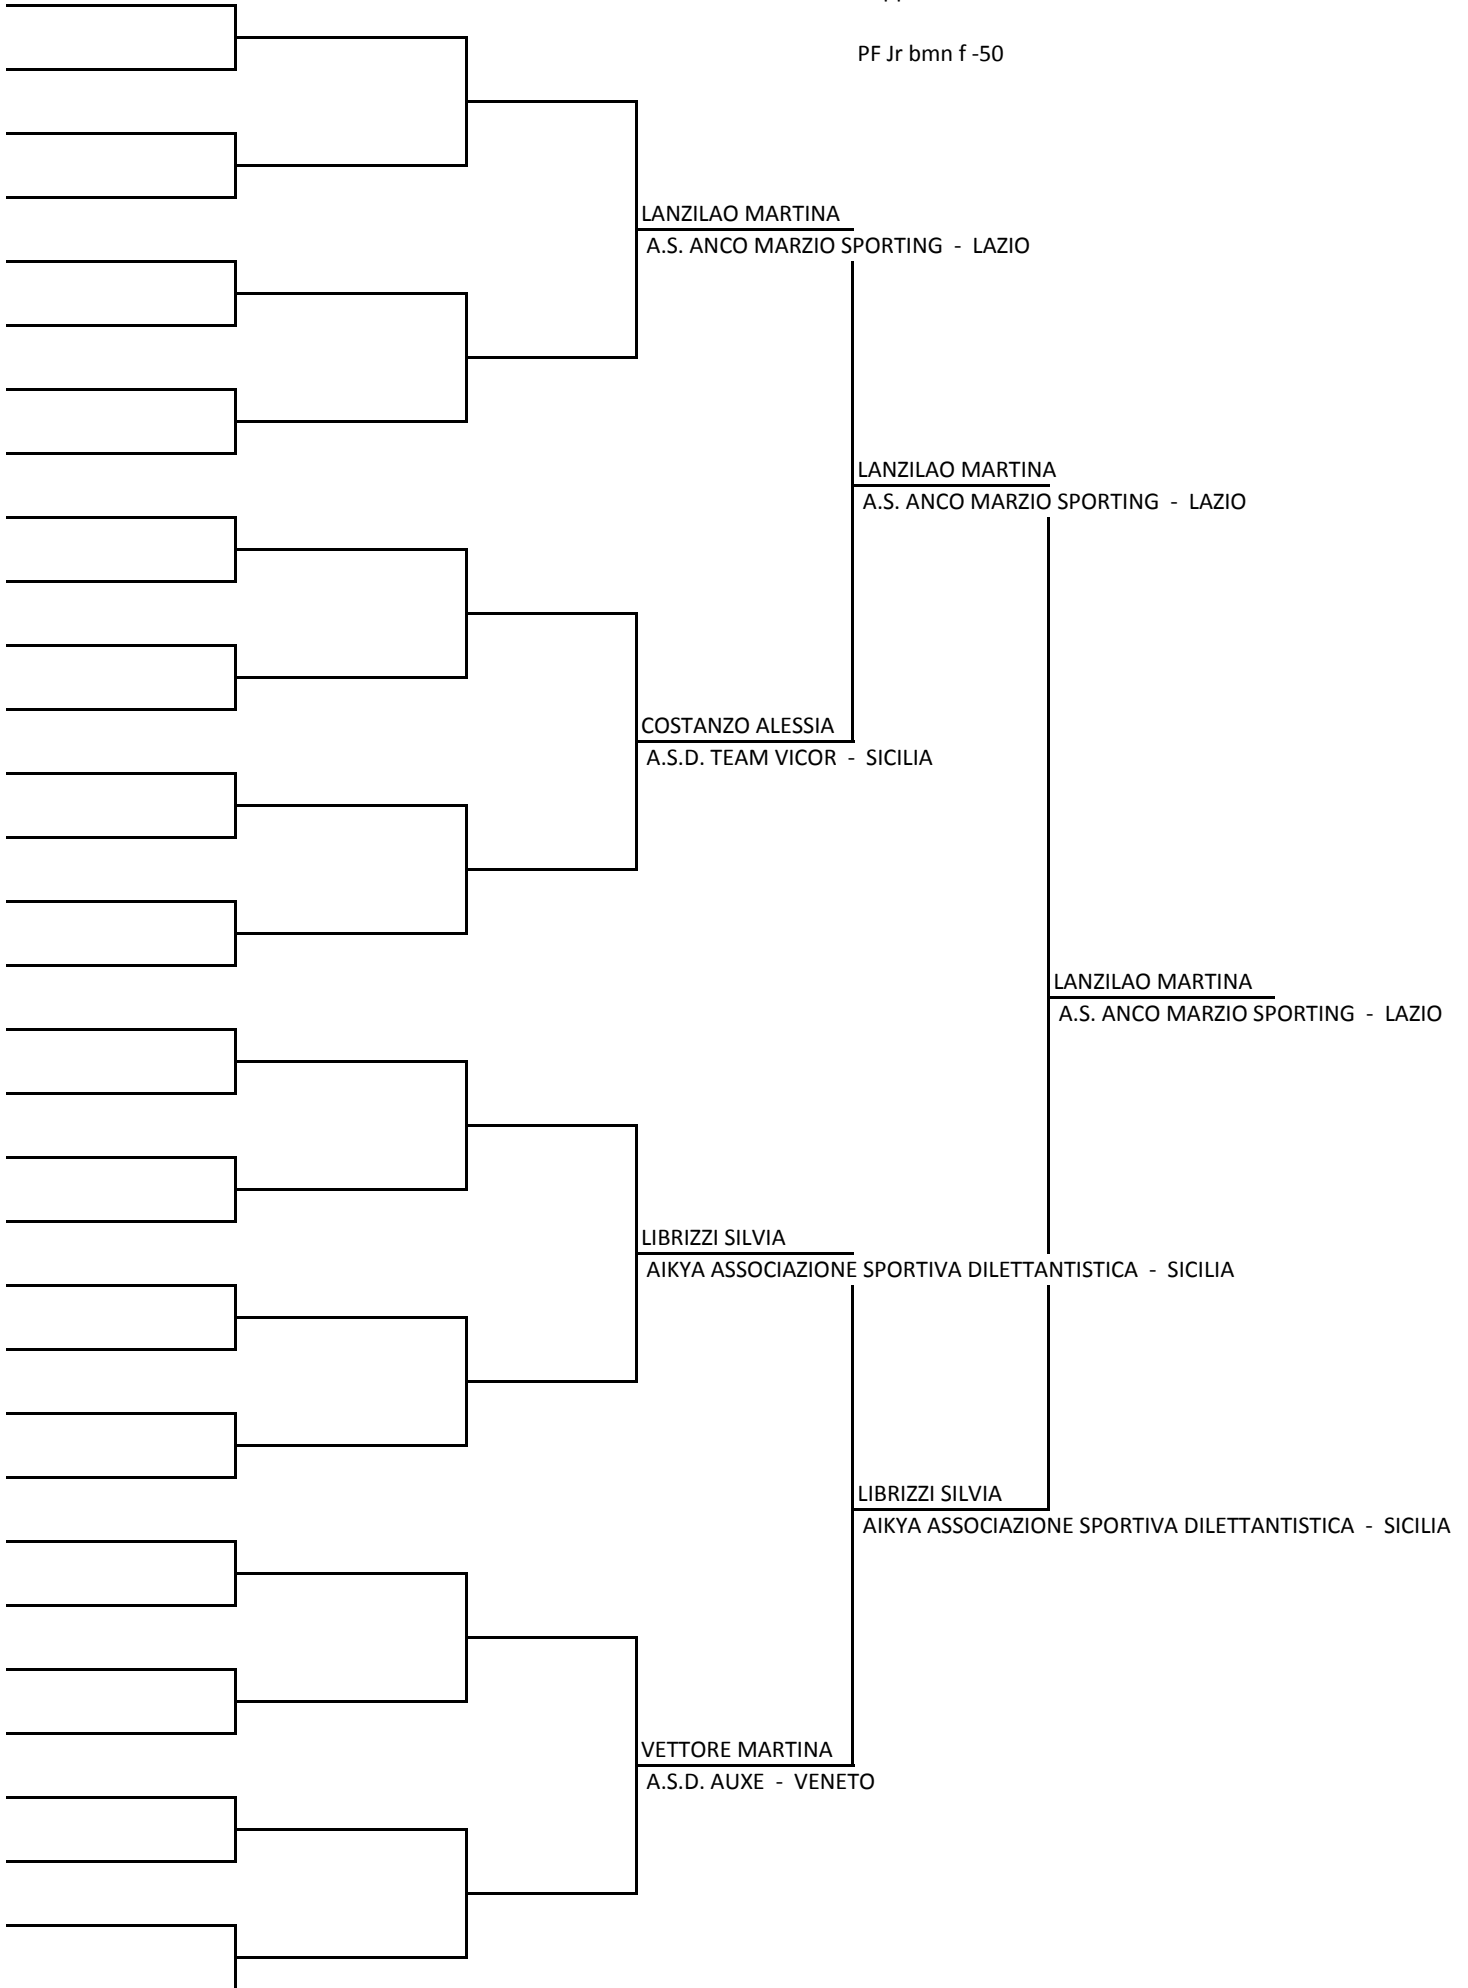 PF Jr bmn f -50
LANZILAO MARTINA
A.S. ANCO MARZIO SPORTING - LAZIO
LANZILAO MARTINA
A.S. ANCO MARZIO SPORTING - LAZIO
COSTANZO ALESSIA
A.S.D. TEAM VICOR - SICILIA
LANZILAO MARTINA
A.S. ANCO MARZIO SPORTING - LAZIO
LIBRIZZI SILVIA
AIKYA ASSOCIAZIONE SPORTIVA DILETTANTISTICA - SICILIA
LIBRIZZI SILVIA
AIKYA ASSOCIAZIONE SPORTIVA DILETTANTISTICA - SICILIA
VETTORE MARTINA
A.S.D. AUXE - VENETO